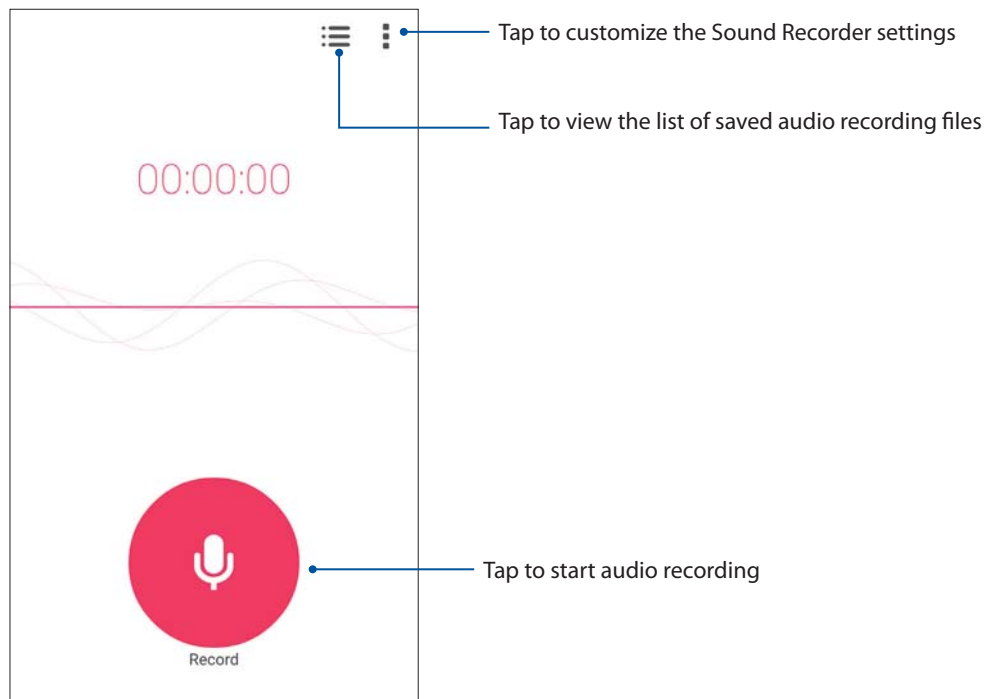 Tap to customize the Sound Recorder settings
Tap to view the list of saved audio recording files
00:00:00
Tap to start audio recording
Record